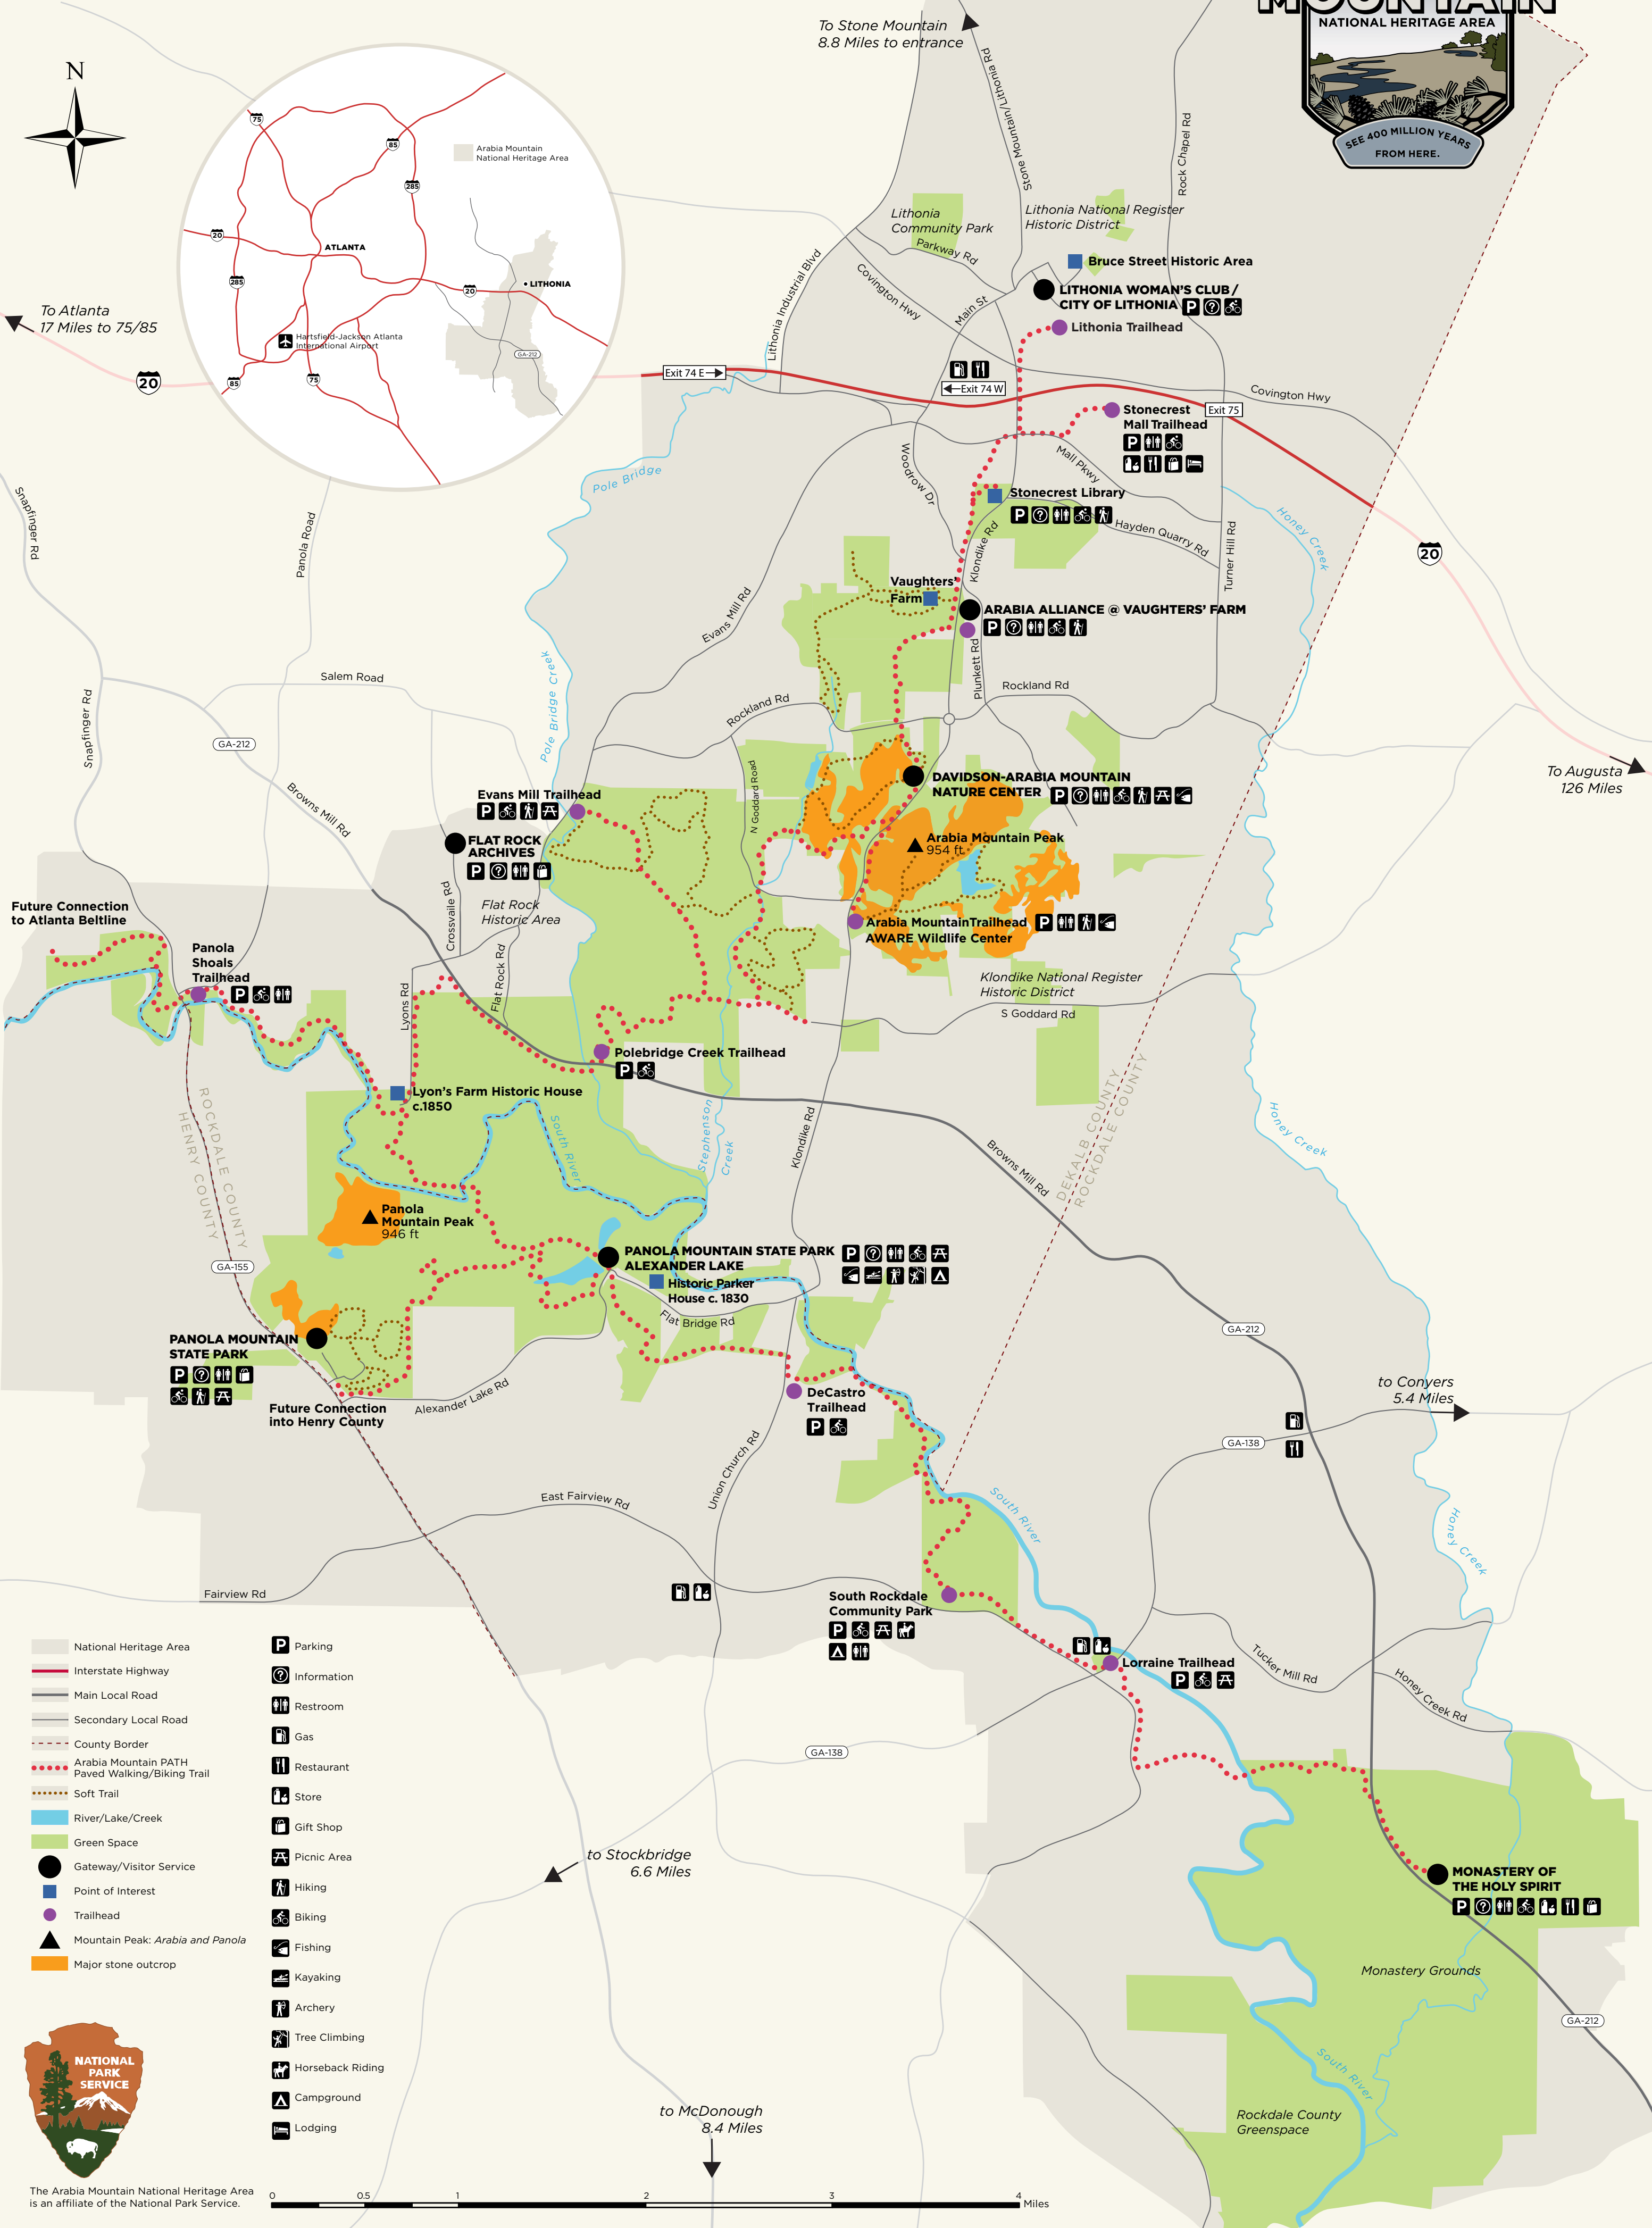 MOUNTAIN
NATIONAL HERITAGE AREA
SEE 400 MILLION YEARS
FROM HERE.
To Stone Mountain
8.8 Miles to entrance
N
75
85
285
Arabia Mountain
National Heritage Area
20
ATLANTA
285
LITHONIA
20
Hartsfield-Jackson Atlanta
International Airport
GA-212
85
75
To Atlanta
17 Miles to 75/85
20
Stone Mountain/Lithonia Rd
Rock Chapel Rd
Lithonia
Community Park
Lithonia National Register
Historic District
Parkway Rd
Bruce Street Historic Area
Lithonia Industrial Blvd
Covington Hwy
Main St
LITHONIA WOMAN'S CLUB /
CITY OF LITHONIA
P ?
Lithonia Trailhead
Exit 74 E
Exit 74 W
Covington Hwy
Exit 75
Stonecrest
Mall Trailhead
P
Mall Pkwy
Woodrow Dr
Pole Bridge
Stonecrest Library
P ?
Hayden Quarry Rd
Klondike Rd
Turner Hill Rd
Honey Creek
20
Snapfinger Rd
Panola Road
Vaughters'
Farm
ARABIA ALLIANCE @ VAUGHTERS' FARM
P ?
Evans Mill Rd
Plunkett Rd
Rockland Rd
Salem Road
Snapfinger Rd
Pole Bridge Creek
Rockland Rd
GA-212
Browns Mill Rd
N Goddard Road
DAVIDSON-ARABIA MOUNTAIN
NATURE CENTER
P ?
To Augusta
126 Miles
Evans Mill Trailhead
P
FLAT ROCK
ARCHIVES
P ?
Arabia Mountain Peak
954 ft
Crossvaile Rd
Flat Rock
Historic Area
Future Connection
to Atlanta Beltline
Arabia MountainTrailhead
P
AWARE Wildlife Center
Panola
Shoals
Trailhead
P
Klondike National Register
Historic District
Flat Rock Rd
Lyons Rd
S Goddard Rd
Polebridge Creek Trailhead
P
Lyon's Farm Historic House
c.1850
ROCKDALE COUNTY
HENRY COUNTY
South River
Stephenson
Creek
Klondike Rd
DEKALB COUNTY
ROCKDALE COUNTY
Honey Creek
Browns Mill Rd
Panola
Mountain Peak
946 ft
GA-155
PANOLA MOUNTAIN STATE PARK
ALEXANDER LAKE
P ?
Historic Parker
House c. 1830
Flat Bridge Rd
PANOLA MOUNTAIN
STATE PARK
P ?
GA-212
Future Connection
into Henry County
Alexander Lake Rd
DeCastro
Trailhead
P
to Conyers
5.4 Miles
GA-138
Union Church Rd
East Fairview Rd
South River
Honey Creek
Fairview Rd
South Rockdale
Community Park
P
Lorraine Trailhead
P
Tucker Mill Rd
Honey Creek Rd
GA-138
to Stockbridge
6.6 Miles
MONASTERY OF
THE HOLY SPIRIT
P ?
Monastery Grounds
GA-212
South River
Rockdale County
Greenspace
to McDonough
8.4 Miles
National Heritage Area
Interstate Highway
Main Local Road
Secondary Local Road
County Border
Arabia Mountain PATH
Paved Walking/Biking Trail
Soft Trail
River/Lake/Creek
Green Space
Gateway/Visitor Service
Point of Interest
Trailhead
Mountain Peak: Arabia and Panola
Major stone outcrop
P Parking
? Information
Restroom
Gas
Restaurant
Store
Gift Shop
Picnic Area
Hiking
Biking
Fishing
Kayaking
Archery
Tree Climbing
Horseback Riding
Campground
Lodging
NATIONAL
PARK
SERVICE
The Arabia Mountain National Heritage Area
is an affiliate of the National Park Service.
0 0.5 1 2 3 4 Miles